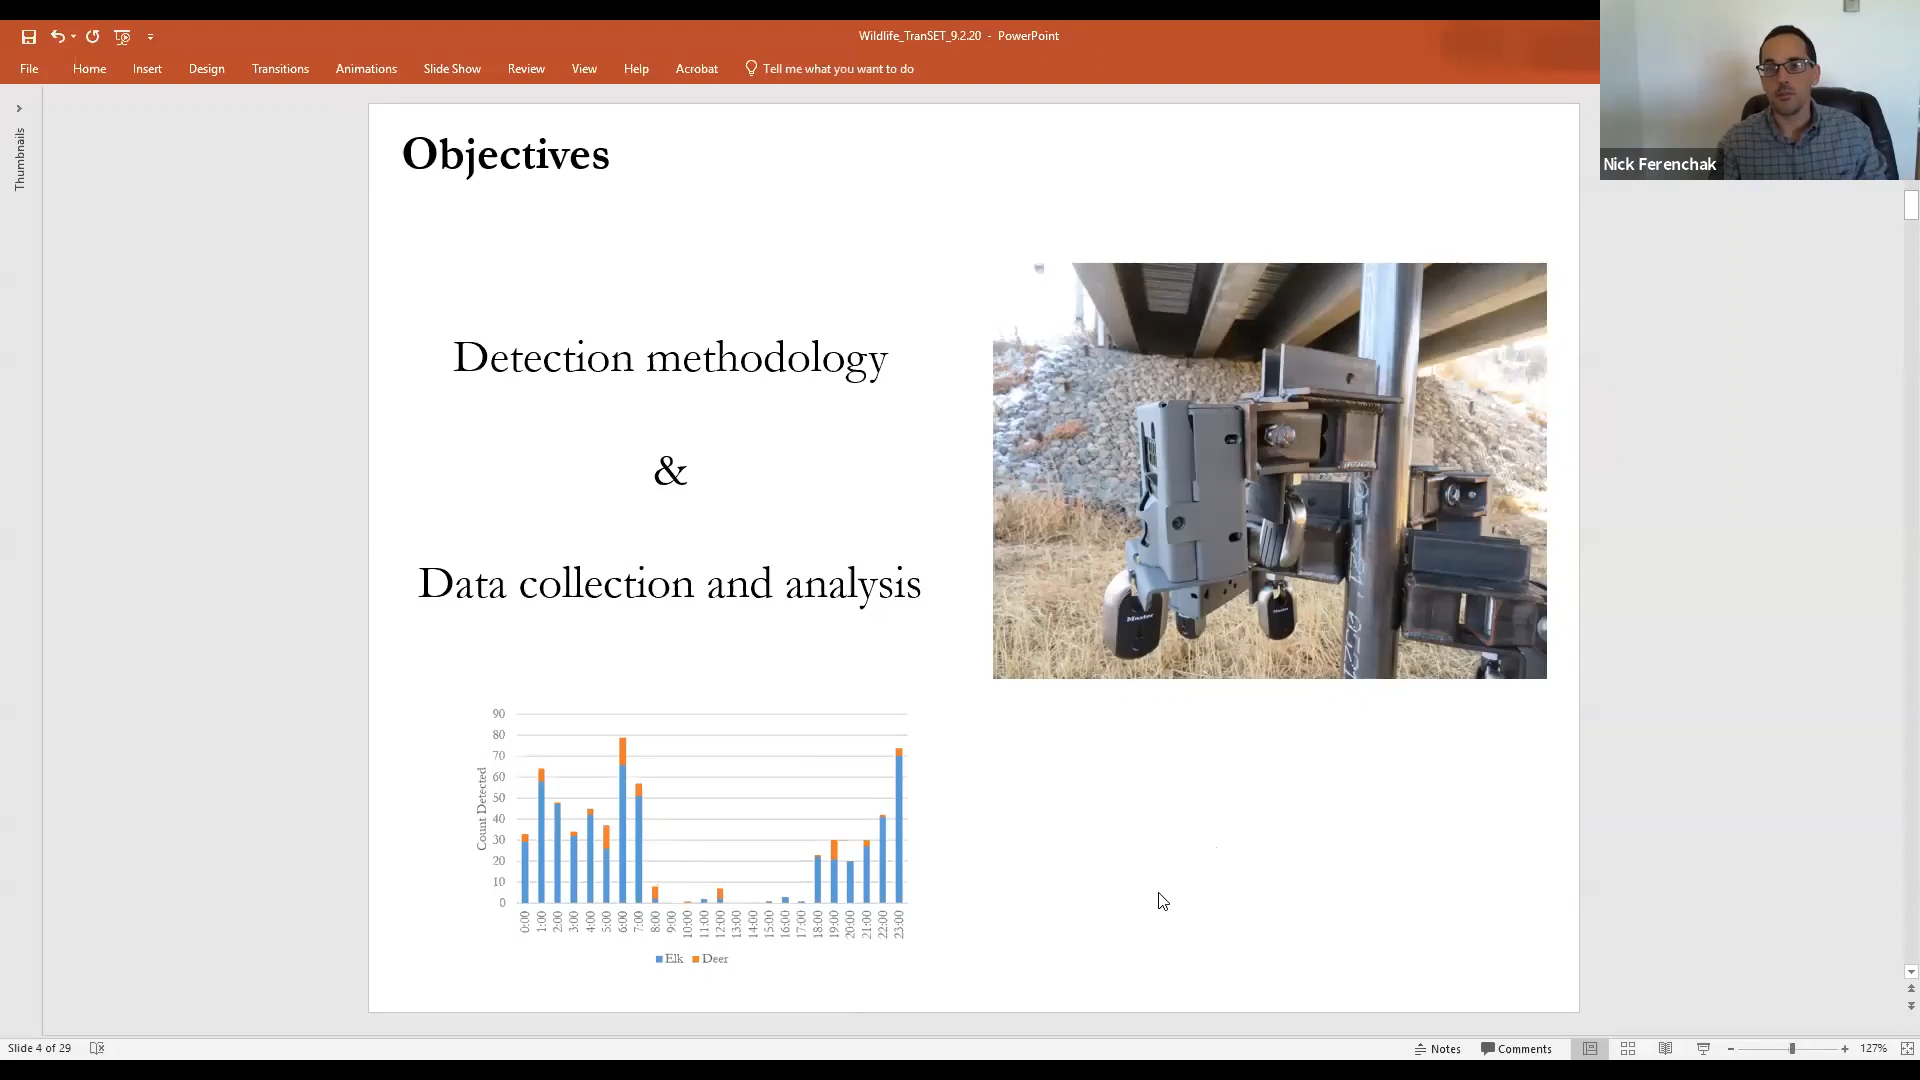 Wildlife_TranSET_9.2.20 - PowerPoint
File Home Insert Design Transitions Animations Slide Show Review View Help Acrobat Tell me what you want to do
Nick Ferenchak
Thumbnails
Objectives
Detection methodology
&
Data collection and analysis
Master
Count Detected
90
80
70
60
50
40
30
20
10
0
0:00 1:00 2:00 3:00 4:00 5:00 6:00 7:00 8:00 9:00 10:00 11:00 12:00 13:00 14:00 15:00 16:00 17:00 18:00 19:00 20:00 21:00 22:00 23:00
Elk Deer
Slide 4 of 29 Notes Comments 127%